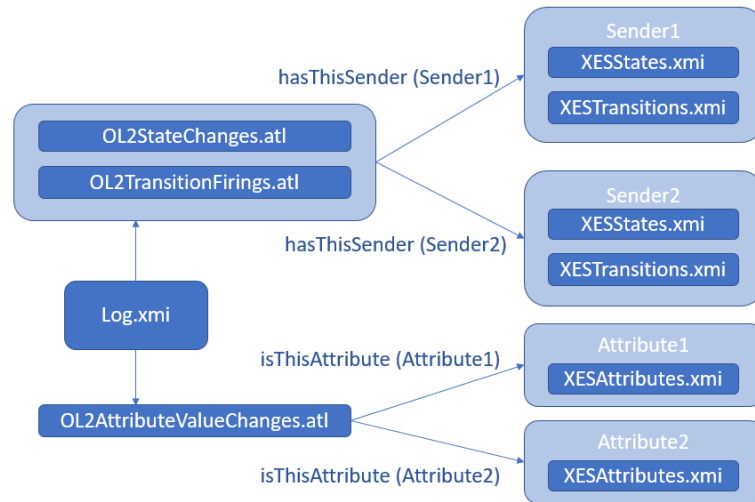 Sender1
XESStates.xmi
XESTransitions.xmi
hasThisSender (Sender1)
OL2StateChanges.atl
OL2TransitionFirings.atl
Sender2
XESStates.xmi
XESTransitions.xmi
hasThisSender (Sender2)
Log.xmi
Attribute1
XESAttributes.xmi
isThisAttribute (Attribute1)
OL2AttributeValueChanges.atl
Attribute2
XESAttributes.xmi
isThisAttribute (Attribute2)